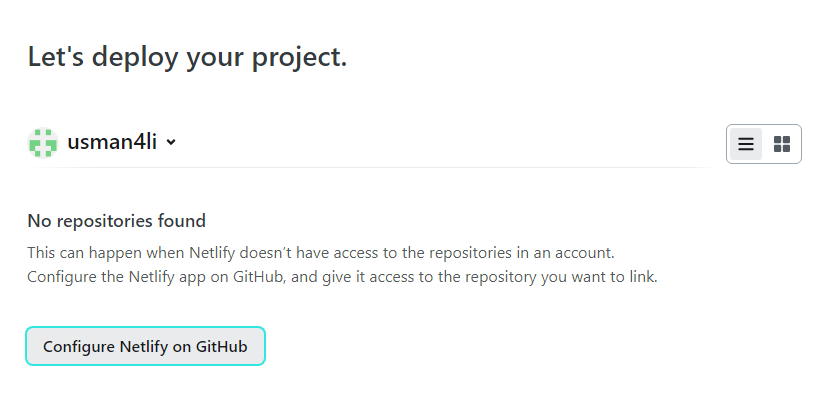 Let's deploy your project.
usman4li
No repositories found
This can happen when Netlify doesn’t have access to the repositories in an account.
Configure the Netlify app on GitHub, and give it access to the repository you want to link.
Configure Netlify on GitHub